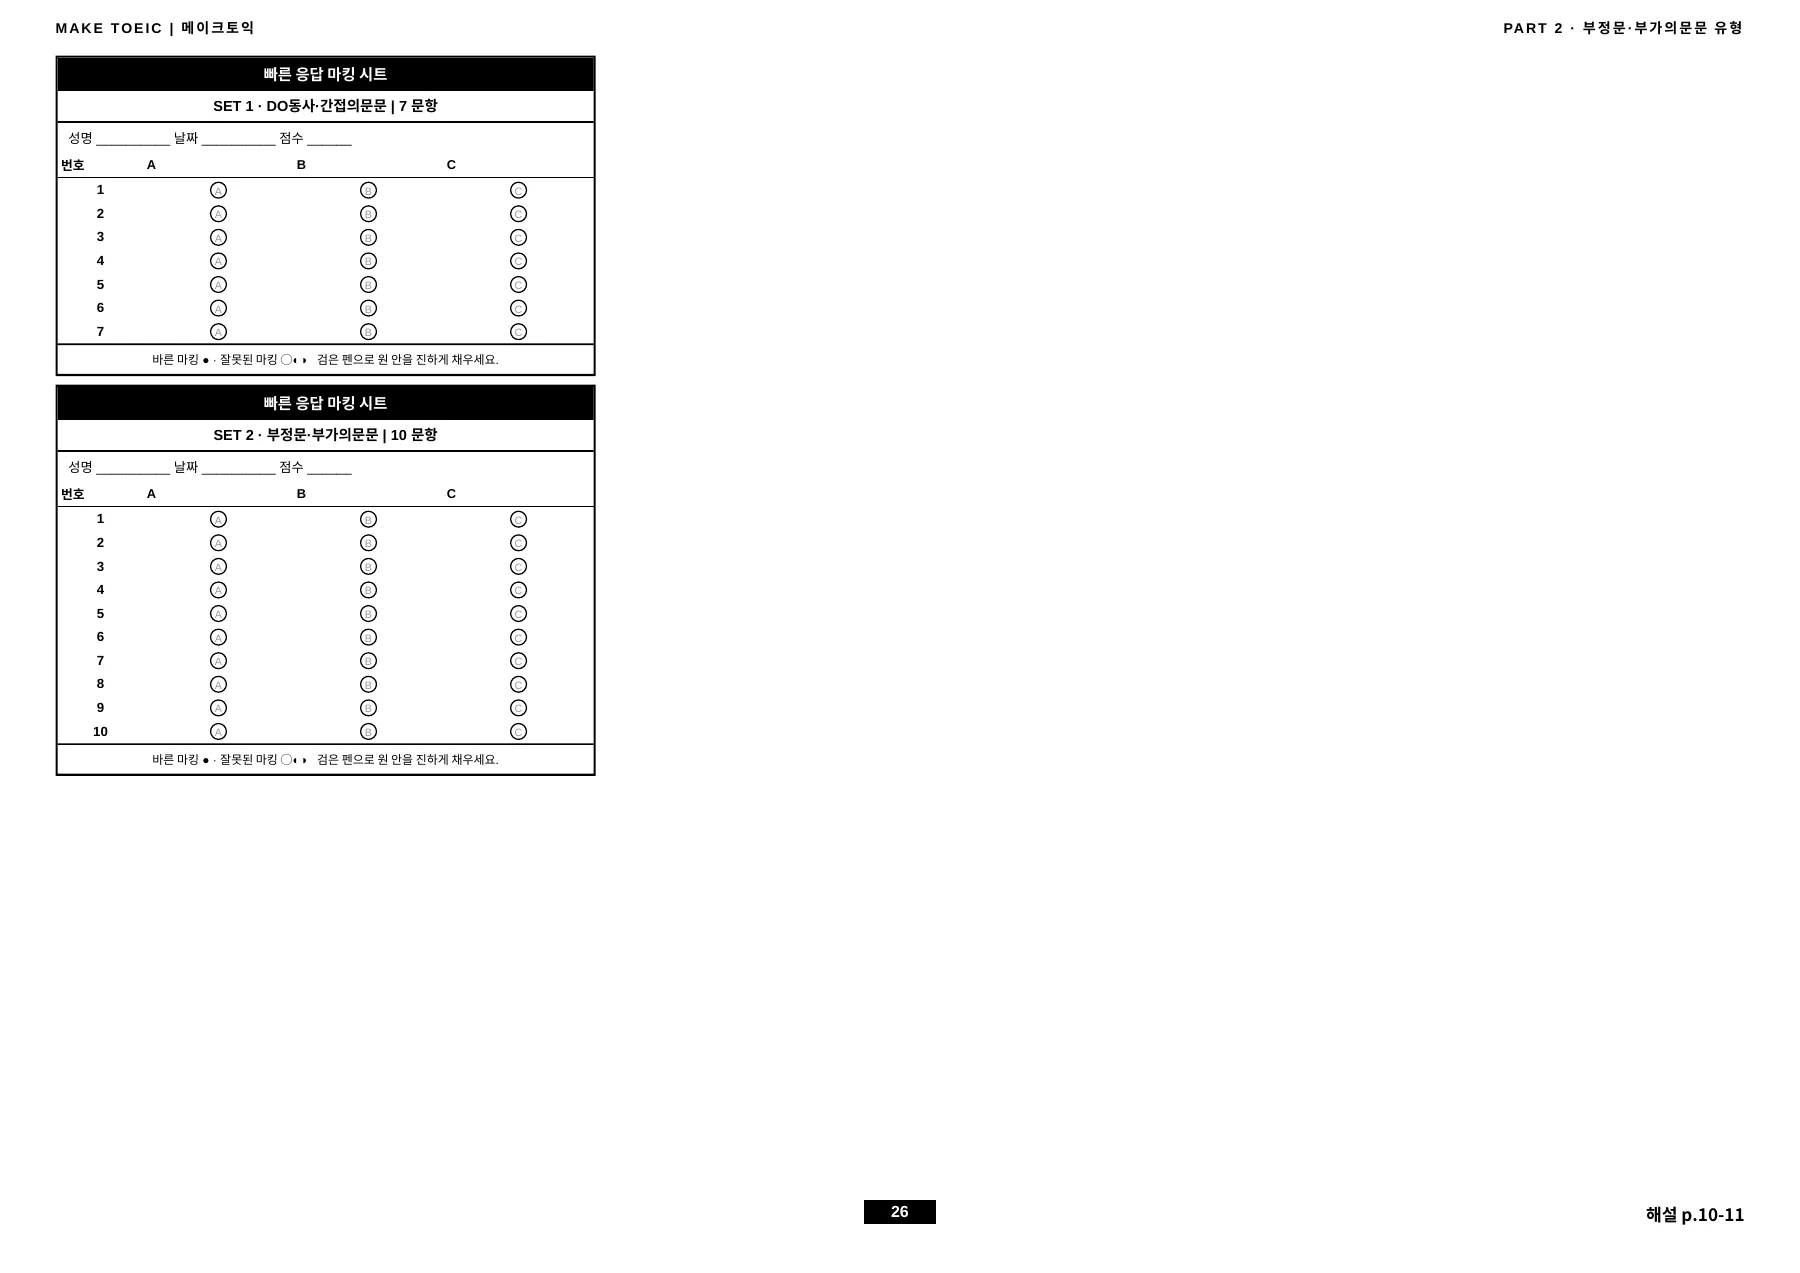 MAKE TOEIC | 메이크토익
PART 2 · 부정문·부가의문문 유형
빠른 응답 마킹 시트
SET 1 · DO동사·간접의문문 | 7 문항
성명 __________ 날짜 __________ 점수 ______
번호 A B C
1 A B C
2 A B C
3 A B C
4 A B C
5 A B C
6 A B C
7 A B C
바른 마킹 ● · 잘못된 마킹 ◯◖◗ 검은 펜으로 원 안을 진하게 채우세요.
빠른 응답 마킹 시트
SET 2 · 부정문·부가의문문 | 10 문항
성명 __________ 날짜 __________ 점수 ______
번호 A B C
1 A B C
2 A B C
3 A B C
4 A B C
5 A B C
6 A B C
7 A B C
8 A B C
9 A B C
10 A B C
바른 마킹 ● · 잘못된 마킹 ◯◖◗ 검은 펜으로 원 안을 진하게 채우세요.
26
해설 p.10-11